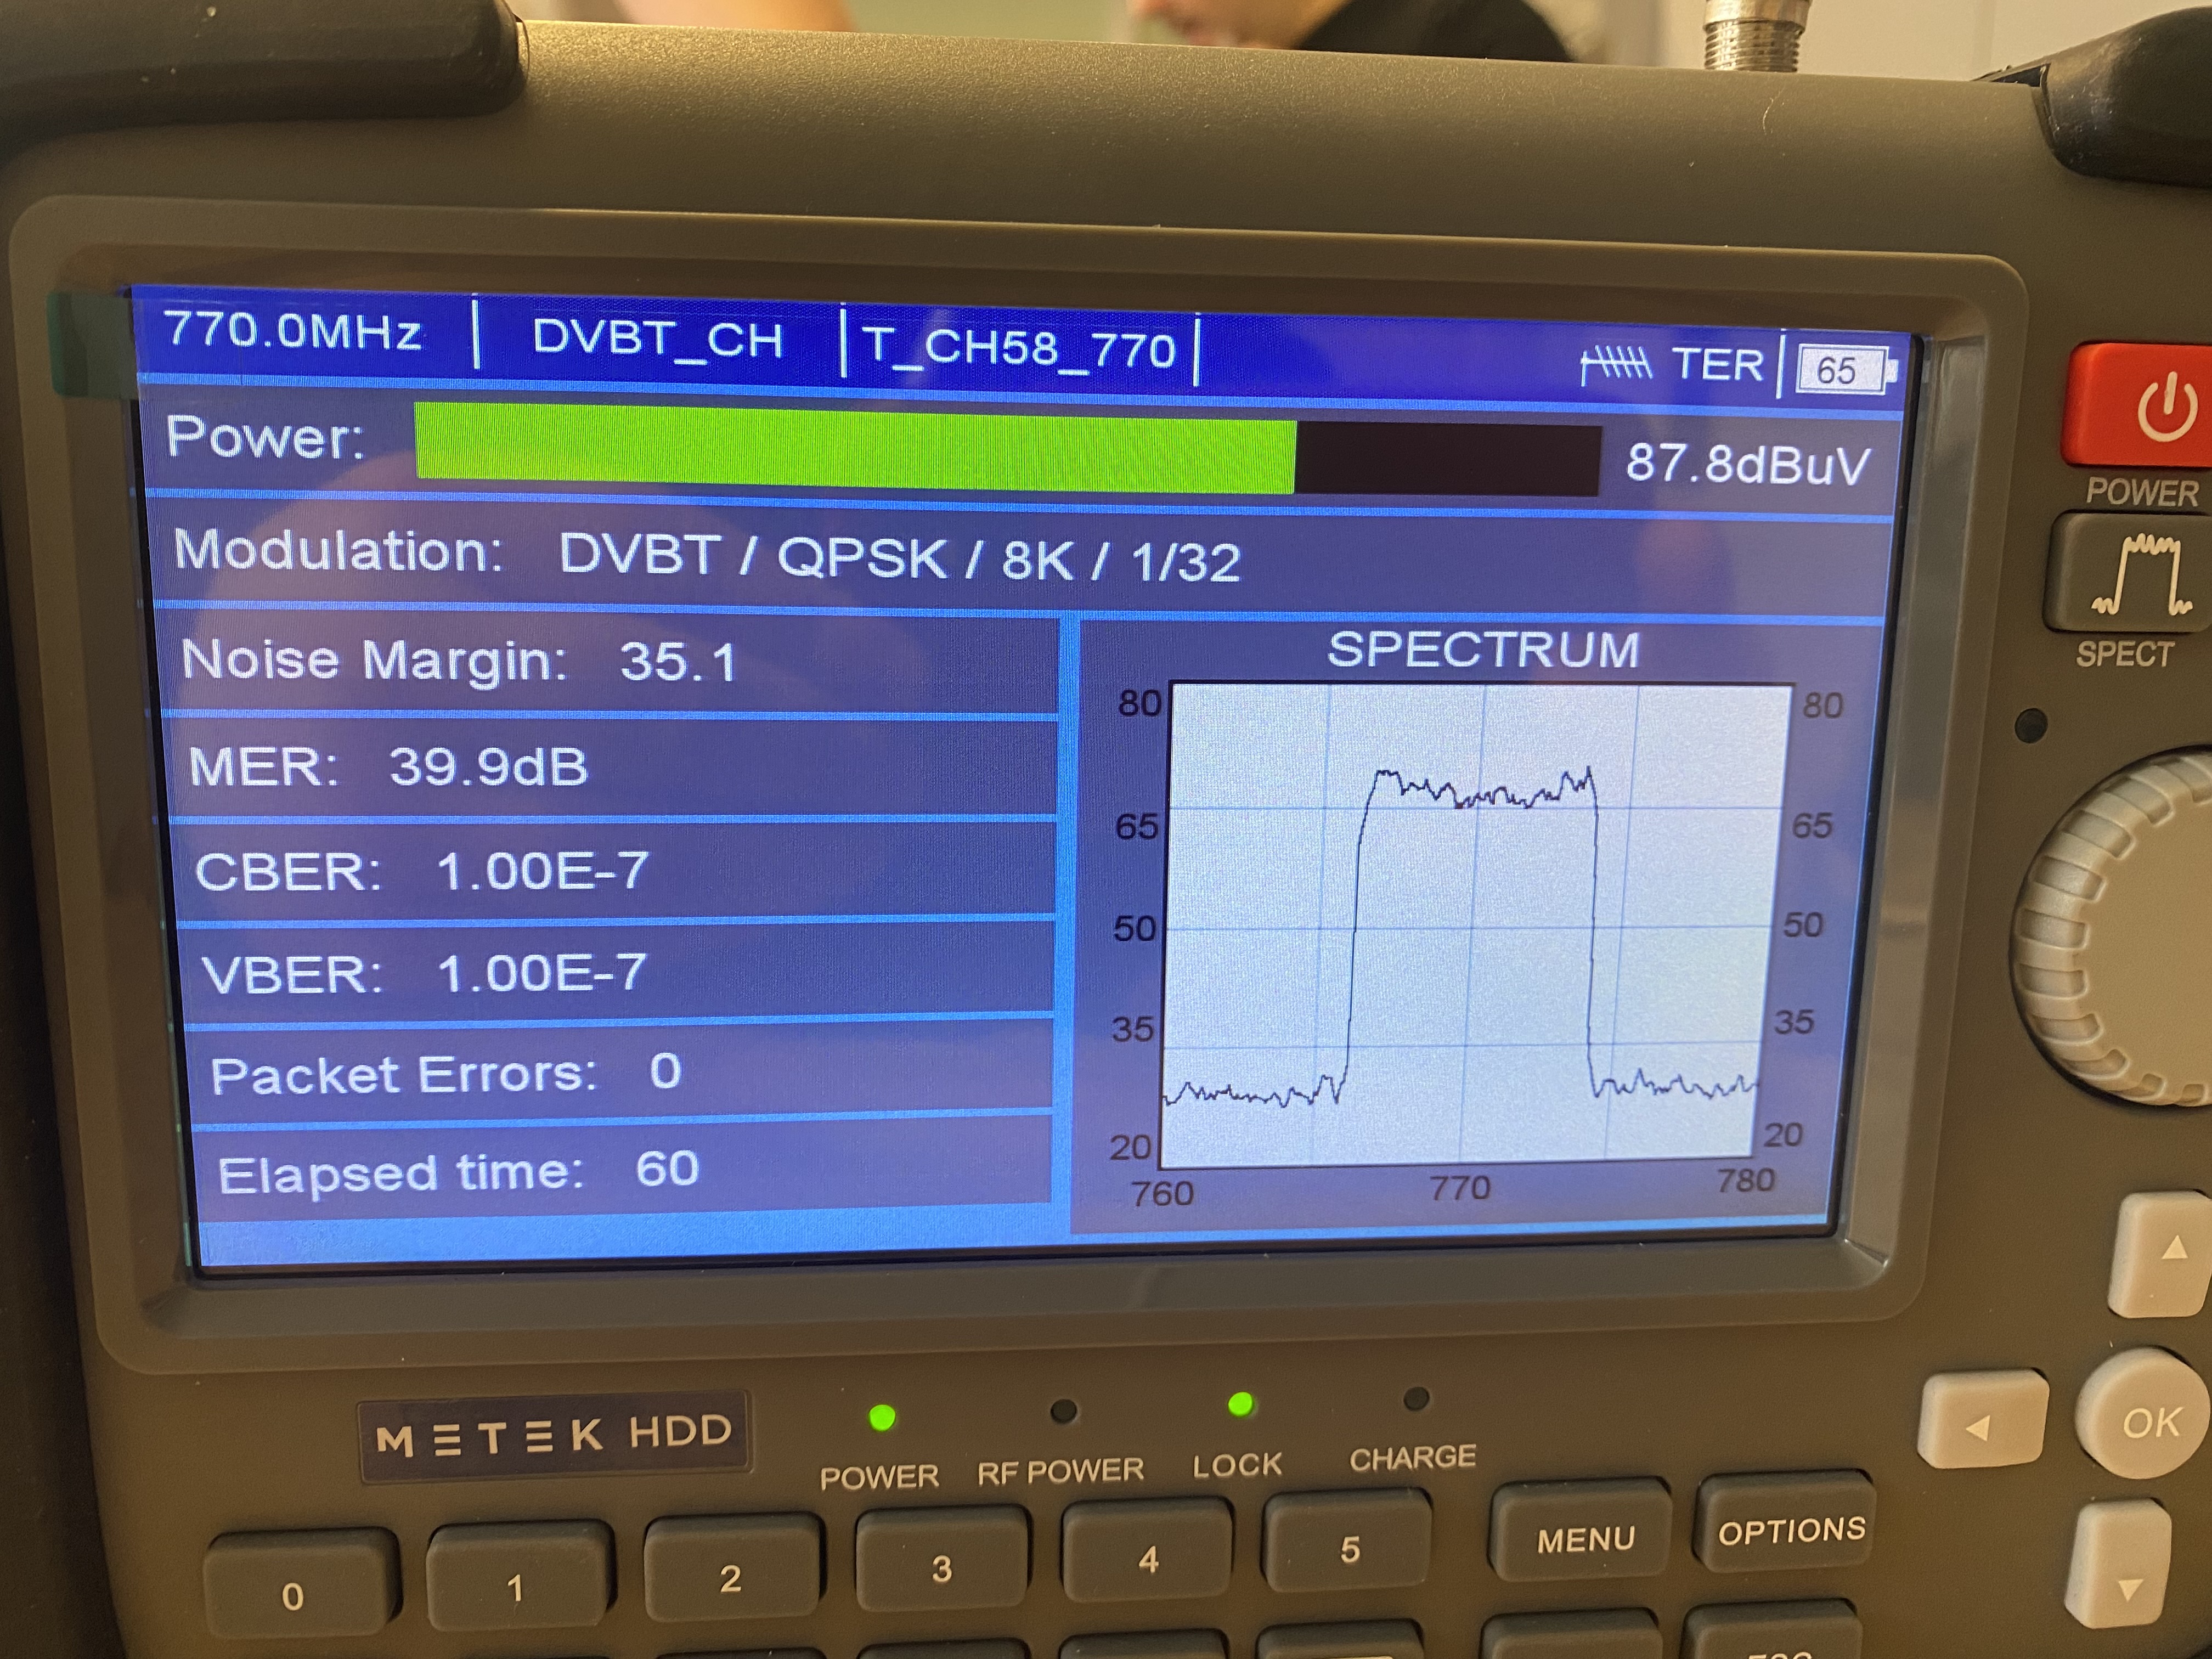 770.0MHz DVBT_CH T_CH58_770 TER 65
Power: 87.8dBuV
Modulation: DVBT / QPSK / 8K / 1/32
Noise Margin: 35.1
MER: 39.9dB
CBER: 1.00E-7
VBER: 1.00E-7
Packet Errors: 0
Elapsed time: 60
SPECTRUM
80 80
65 65
50 50
35 35
20 20
760 770 780
POWER
SPECT
METEK HDD
POWER RF POWER LOCK CHARGE
OK
0 1 2 3 4 5 MENU OPTIONS